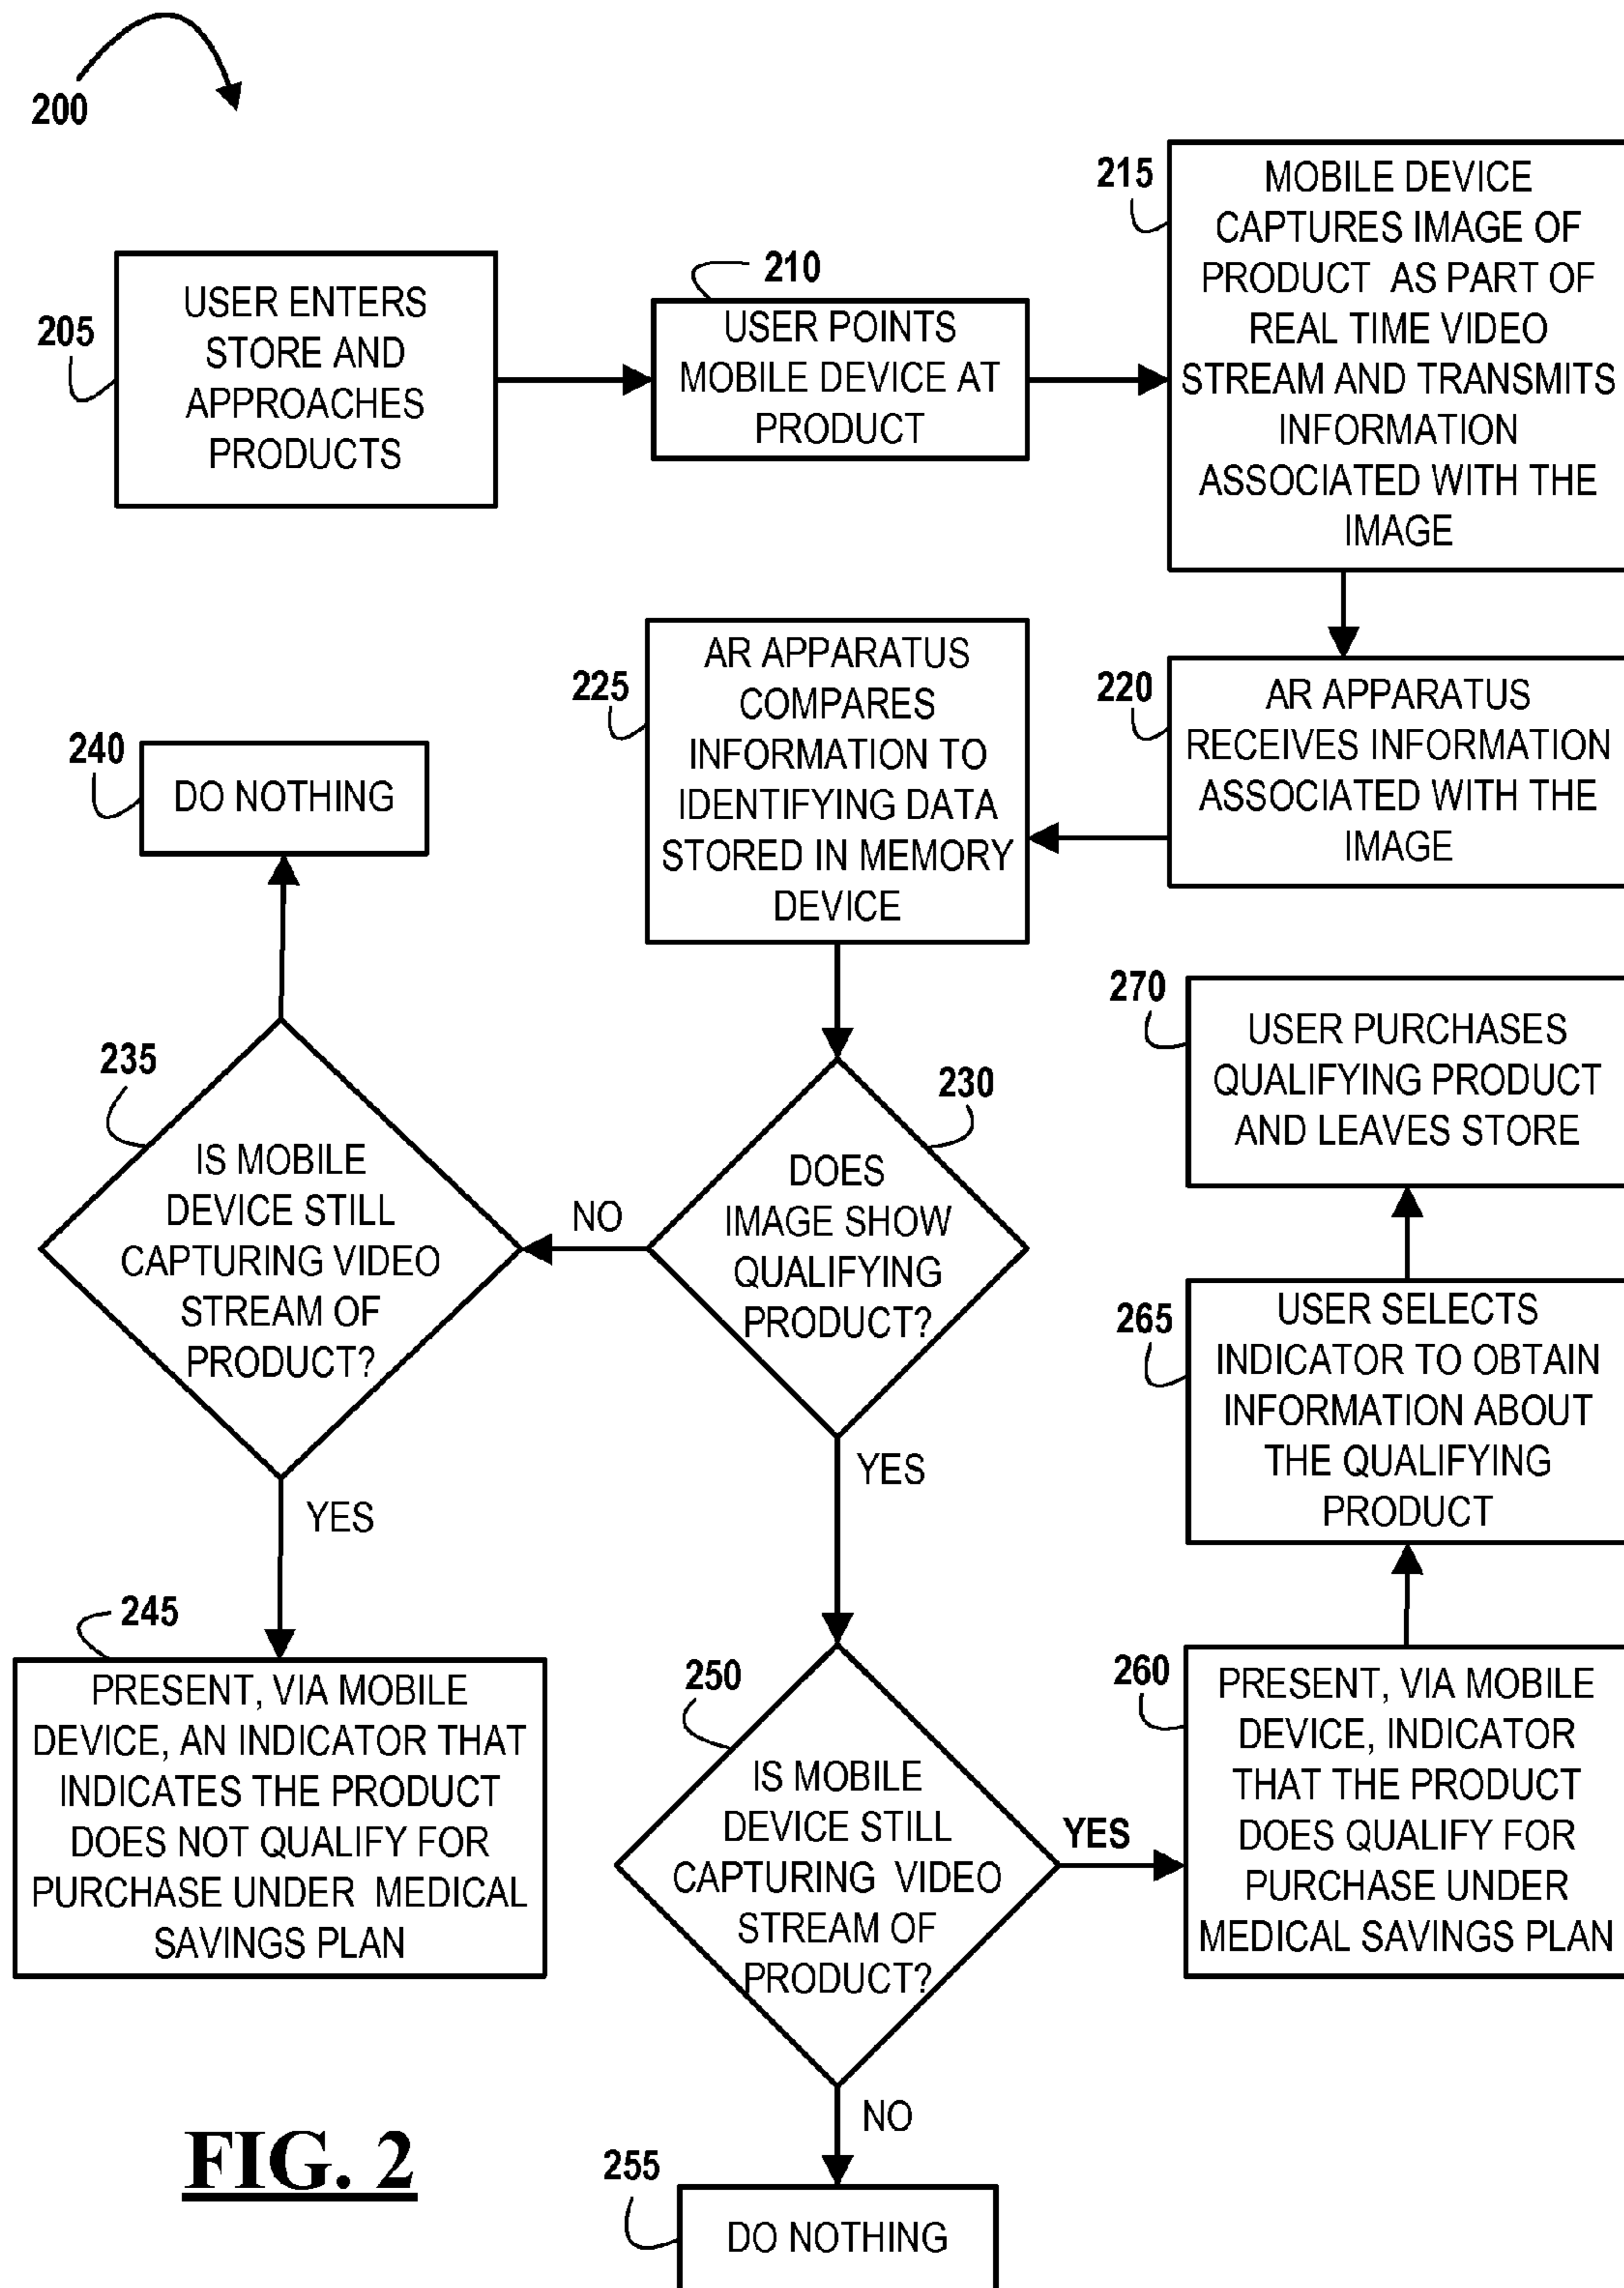 200
205
USER ENTERS
STORE AND
APPROACHES
PRODUCTS
210
USER POINTS
MOBILE DEVICE AT
PRODUCT
215
MOBILE DEVICE
CAPTURES IMAGE OF
PRODUCT AS PART OF
REAL TIME VIDEO
STREAM AND TRANSMITS
INFORMATION
ASSOCIATED WITH THE
IMAGE
220
AR APPARATUS
RECEIVES INFORMATION
ASSOCIATED WITH THE
IMAGE
225
AR APPARATUS
COMPARES
INFORMATION TO
IDENTIFYING DATA
STORED IN MEMORY
DEVICE
230
DOES
IMAGE SHOW
QUALIFYING
PRODUCT?
NO
235
IS MOBILE
DEVICE STILL
CAPTURING VIDEO
STREAM OF
PRODUCT?
240
DO NOTHING
YES
245
PRESENT, VIA MOBILE
DEVICE, AN INDICATOR THAT
INDICATES THE PRODUCT
DOES NOT QUALIFY FOR
PURCHASE UNDER MEDICAL
SAVINGS PLAN
YES
250
IS MOBILE
DEVICE STILL
CAPTURING VIDEO
STREAM OF
PRODUCT?
NO
255
DO NOTHING
YES
260
PRESENT, VIA MOBILE
DEVICE, INDICATOR
THAT THE PRODUCT
DOES QUALIFY FOR
PURCHASE UNDER
MEDICAL SAVINGS PLAN
265
USER SELECTS
INDICATOR TO OBTAIN
INFORMATION ABOUT
THE QUALIFYING
PRODUCT
270
USER PURCHASES
QUALIFYING PRODUCT
AND LEAVES STORE
FIG. 2